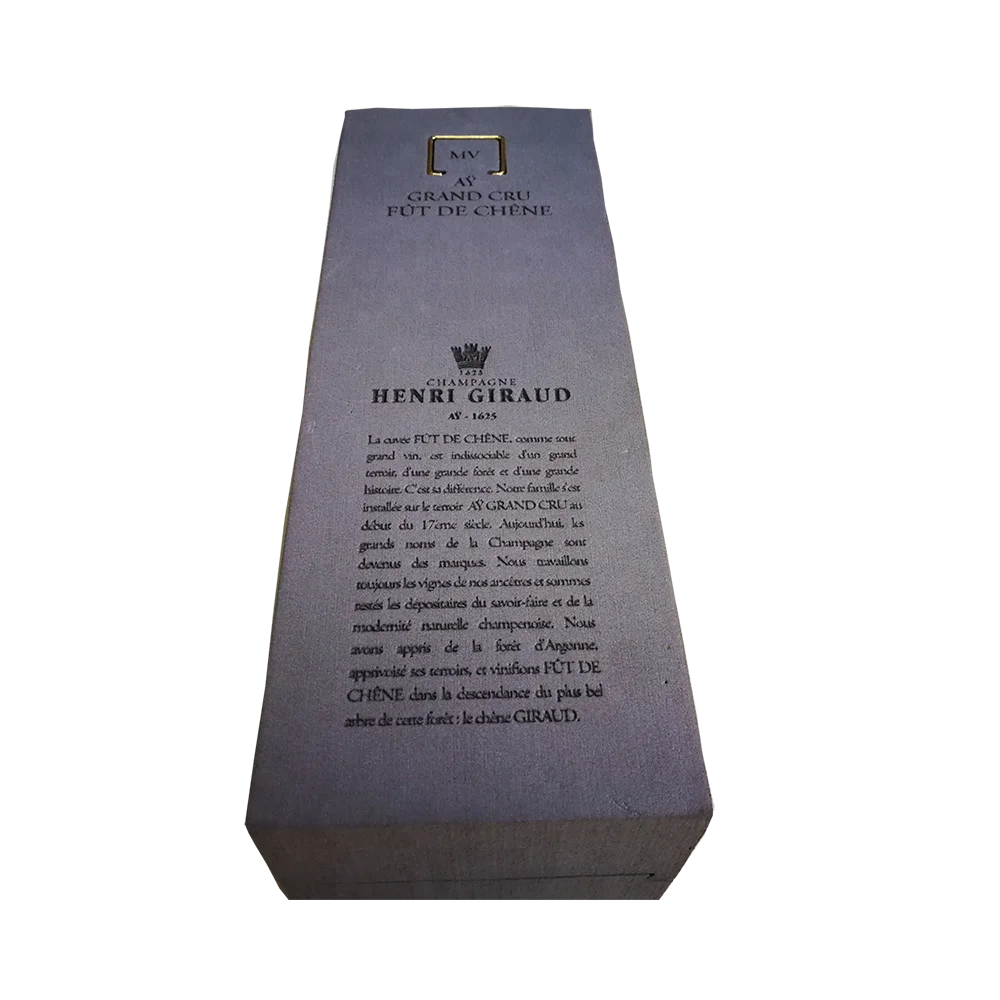 MV
AŸ
GRAND CRU
FÛT DE CHÊNE
1625
CHAMPAGNE
HENRI GIRAUD
AŸ - 1625
La cuvée FÛT DE CHÊNE, comme tout
grand vin, est indissociable d'un grand
terroir, d'une grande forêt et d'une grande
histoire. C'est sa différence. Notre famille s'est
installée sur le terroir AŸ GRAND CRU au
début du 17ème siècle. Aujourd'hui, les
grands noms de la Champagne sont
devenus des marques. Nous travaillons
toujours les vignes de nos ancêtres et sommes
restés les dépositaires du savoir-faire et de la
modernité naturelle champenoise. Nous
avons appris de la forêt d'Argonne,
apprivoisé ses terroirs, et vinifions FÛT DE
CHÊNE dans la descendance du plus bel
arbre de cette forêt : le chêne GIRAUD.